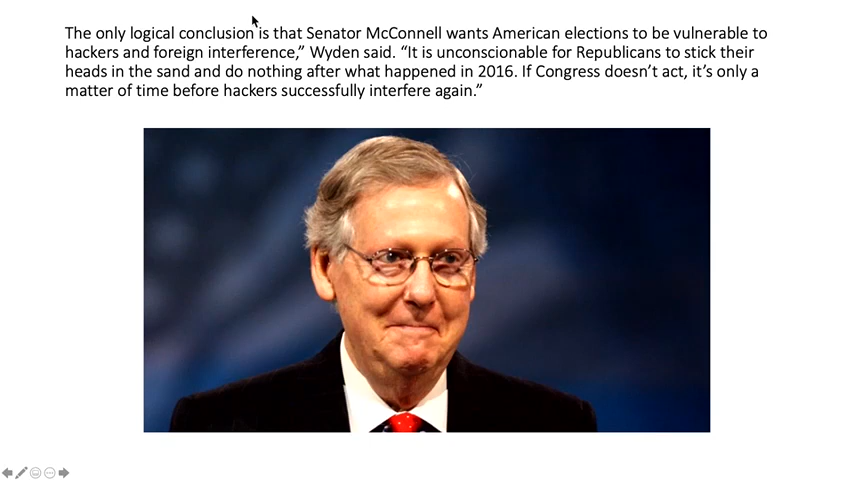 The only logical conclusion is that Senator McConnell wants American elections to be vulnerable to
hackers and foreign interference,” Wyden said. “It is unconscionable for Republicans to stick their
heads in the sand and do nothing after what happened in 2016. If Congress doesn’t act, it’s only a
matter of time before hackers successfully interfere again.”